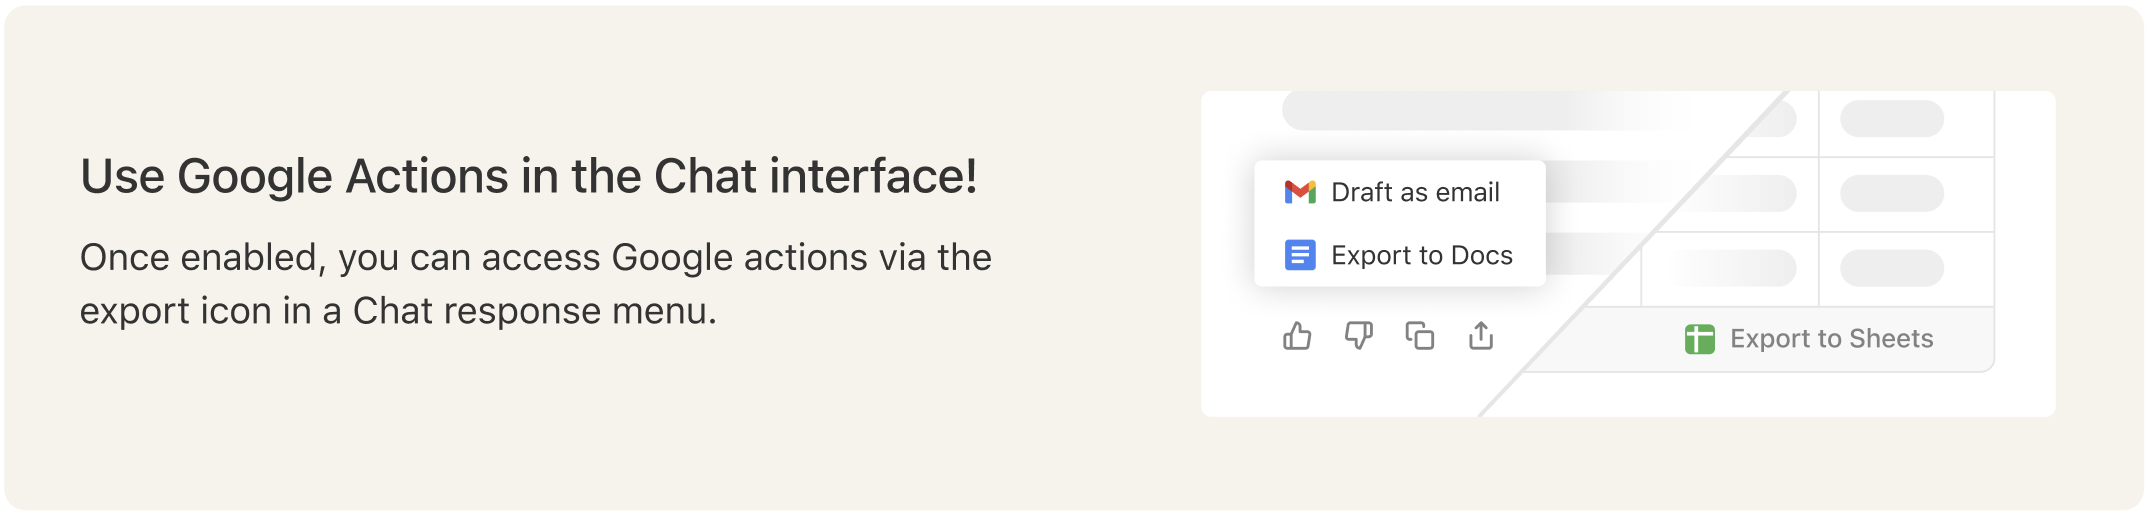 Use Google Actions in the Chat interface!
Once enabled, you can access Google actions via the
export icon in a Chat response menu.
Draft as email
Export to Docs
Export to Sheets